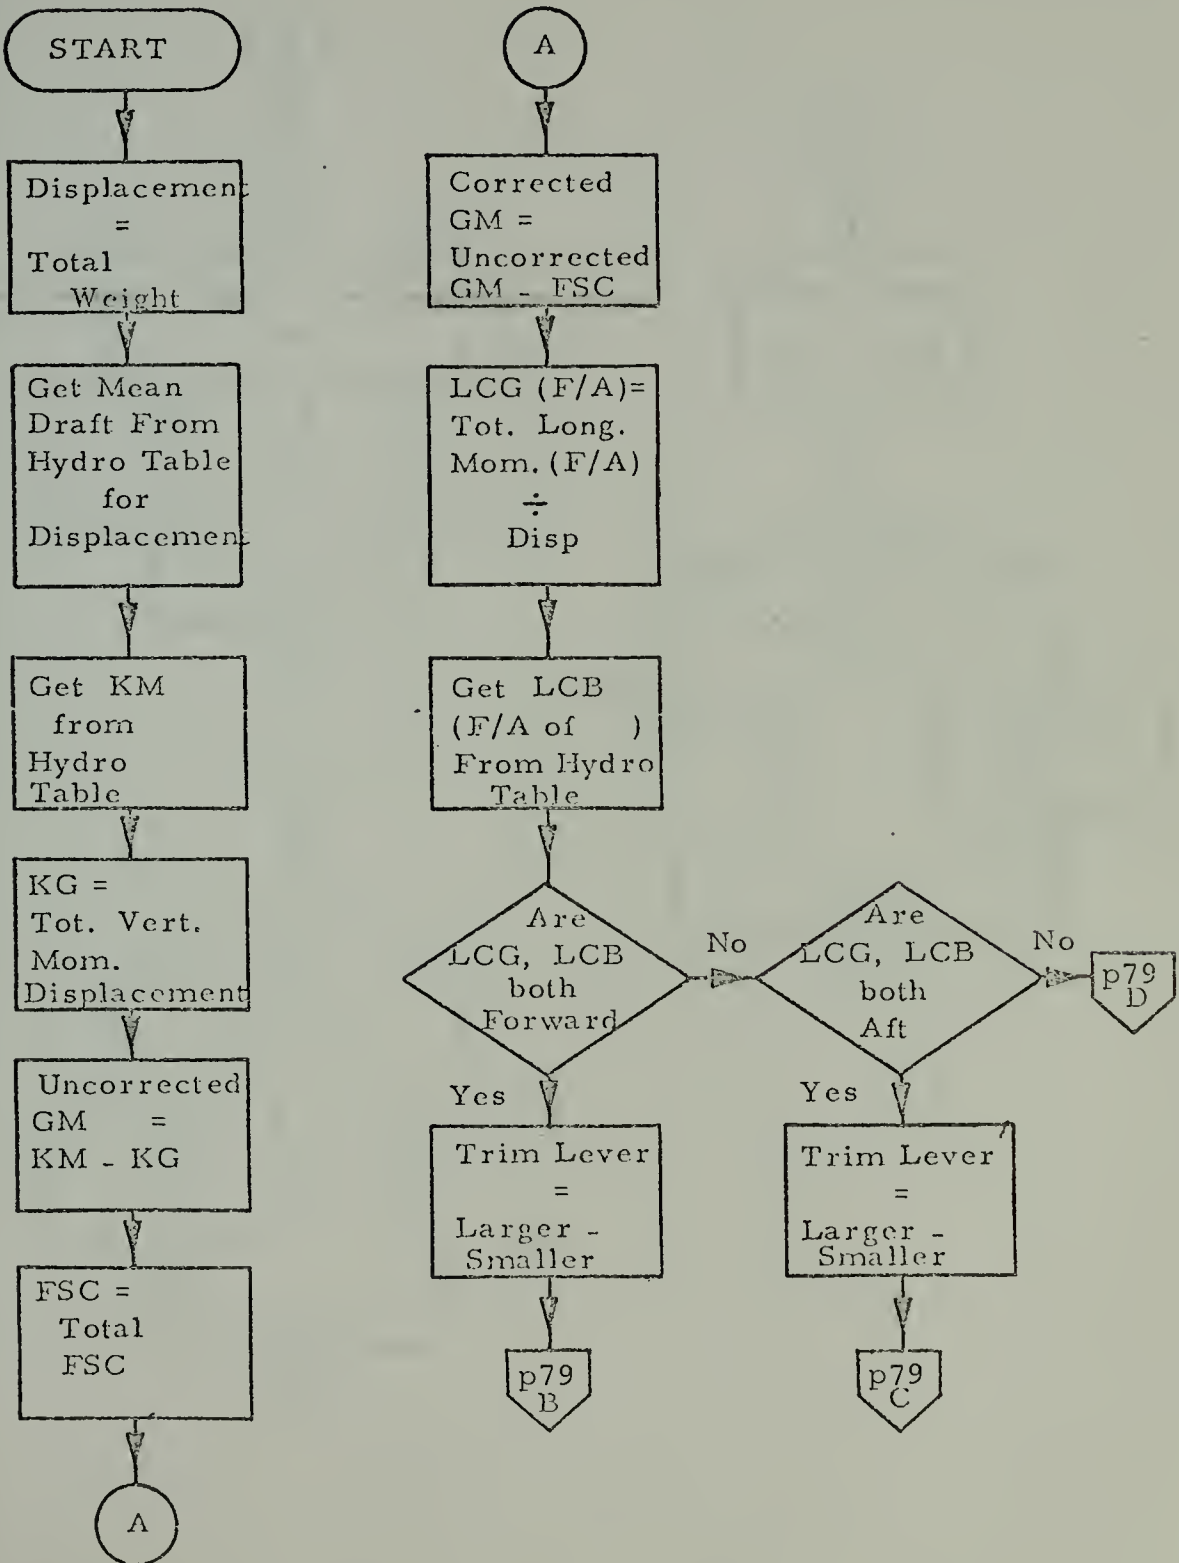 START
Displacement
=
Total
Weight
Get Mean
Draft From
Hydro Table
for
Displacement
Get KM
from
Hydro
Table
KG =
Tot. Vert.
Mom.
Displacement
Uncorrected
GM =
KM - KG
FSC =
Total
FSC
A
A
Corrected
GM =
Uncorrected
GM - FSC
LCG (F/A)=
Tot. Long.
Mom. (F/A)
÷
Disp
Get LCB
(F/A of )
From Hydro
Table
Are
LCG, LCB
both
Forward
No
Yes
Trim Lever
=
Larger -
Smaller
p79
B
Are
LCG, LCB
both
Aft
No
p79
D
Yes
Trim Lever
=
Larger -
Smaller
p79
C